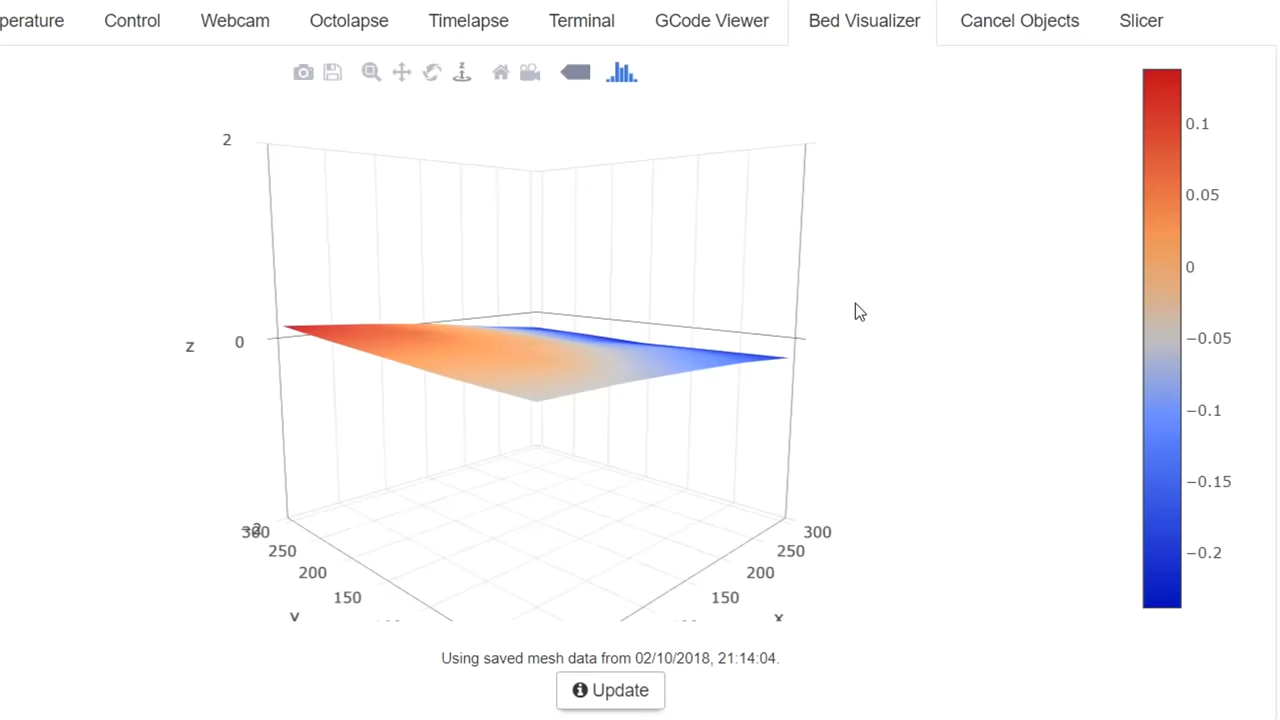 perature Control Webcam Octolapse Timelapse Terminal GCode Viewer Bed Visualizer Cancel Objects Slicer
z
2
0.1
0.05
0
−0.05
−0.1
−0.15
−0.2
z
0
300
250
200
150
y
300
250
200
150
x
Using saved mesh data from 02/10/2018, 21:14:04.
Update